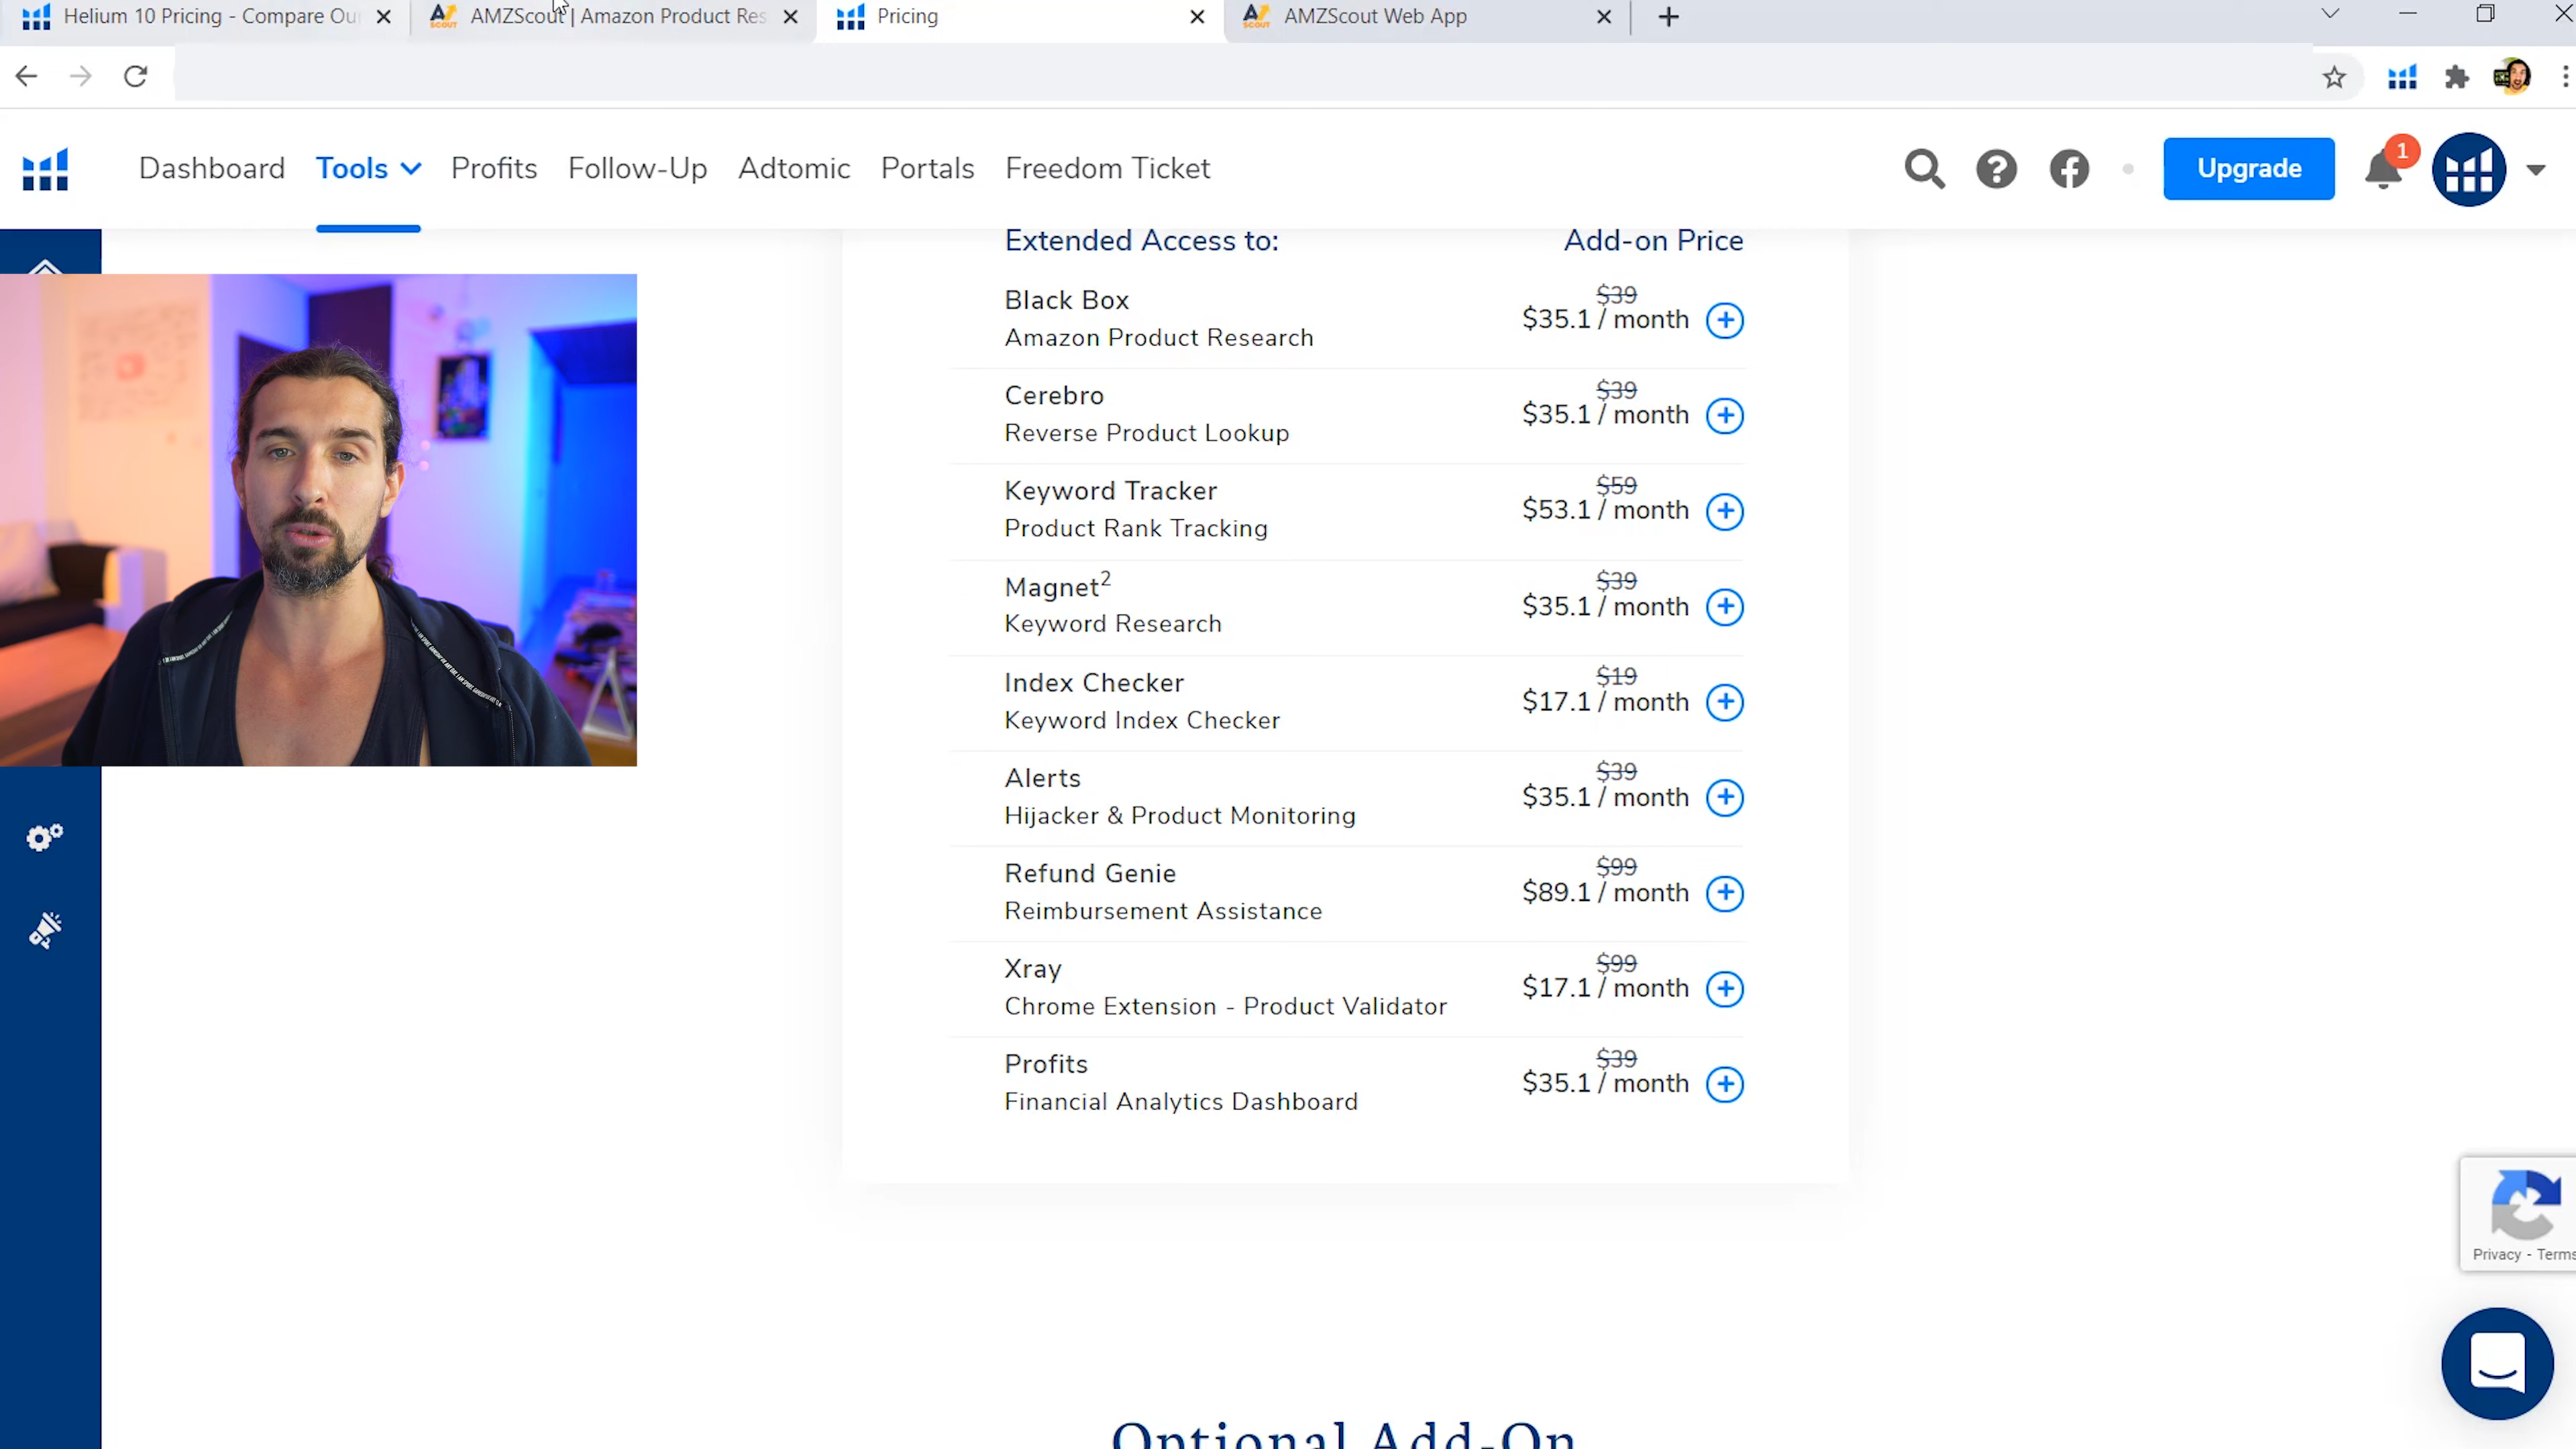 Helium 10 Pricing - Compare Ou
AMZScout | Amazon Product Res
Pricing
AMZScout Web App
Dashboard
Tools
Profits
Follow-Up
Adtomic
Portals
Freedom Ticket
Upgrade
1
Extended Access to:
Add-on Price
Black Box
Amazon Product Research
$39
$35.1 / month
Cerebro
Reverse Product Lookup
$39
$35.1 / month
Keyword Tracker
Product Rank Tracking
$59
$53.1 / month
Magnet²
Keyword Research
$39
$35.1 / month
Index Checker
Keyword Index Checker
$19
$17.1 / month
Alerts
Hijacker & Product Monitoring
$39
$35.1 / month
Refund Genie
Reimbursement Assistance
$99
$89.1 / month
Xray
Chrome Extension - Product Validator
$99
$17.1 / month
Profits
Financial Analytics Dashboard
$39
$35.1 / month
Privacy - Terms
Optional Add-On